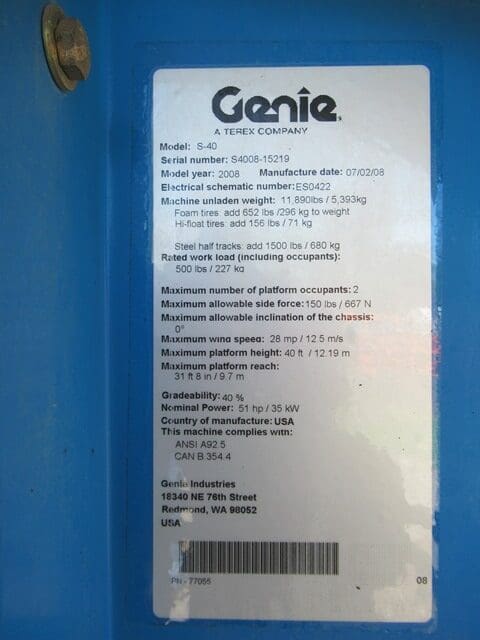 Genie
A TEREX COMPANY
Model: S-40
Serial number: S4008-15219
Model year: 2008 Manufacture date: 07/02/08
Electrical schematic number: ES0422
Machine unladen weight: 11,890lbs / 5,393kg
Foam tires: add 652 lbs /296 kg to weight
Hi-float tires: add 156 lbs / 71 kg
Steel half tracks: add 1500 lbs / 680 kg
Rated work load (including occupants):
500 lbs / 227 kg
Maximum number of platform occupants: 2
Maximum allowable side force: 150 lbs / 667 N
Maximum allowable inclination of the chassis:
0°
Maximum wind speed: 28 mp / 12.5 m/s
Maximum platform height: 40 ft / 12.19 m
Maximum platform reach:
31 ft 8 in / 9.7 m
Gradeability: 40 %
Nominal Power: 51 hp / 35 kW
Country of manufacture: USA
This machine complies with:
ANSI A92.5
CAN B.354.4
Genie Industries
18340 NE 76th Street
Redmond, WA 98052
USA
PN - 77055 08